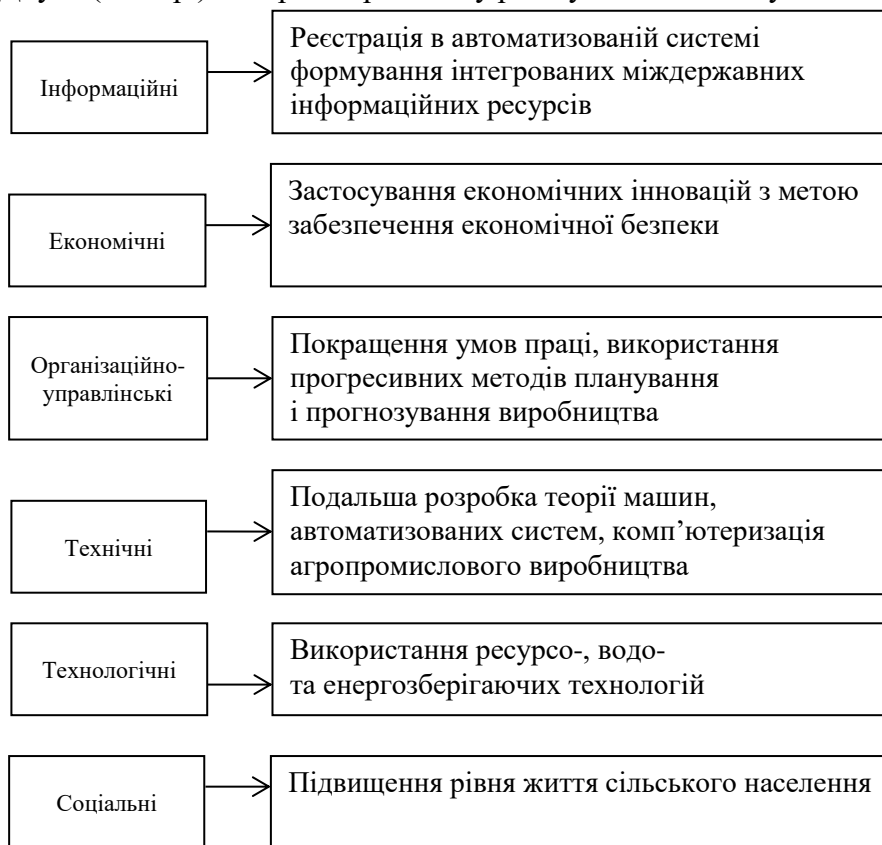 Інформаційні
Реєстрація в автоматизованій системі
формування інтегрованих міждержавних
інформаційних ресурсів
Економічні
Застосування економічних інновацій з метою
забезпечення економічної безпеки
Організаційно-
управлінські
Покращення умов праці, використання
прогресивних методів планування
і прогнозування виробництва
Технічні
Подальша розробка теорії машин,
автоматизованих систем, комп’ютеризація
агропромислового виробництва
Технологічні
Використання ресурсо-, водо-
та енергозберігаючих технологій
Соціальні
Підвищення рівня життя сільського населення